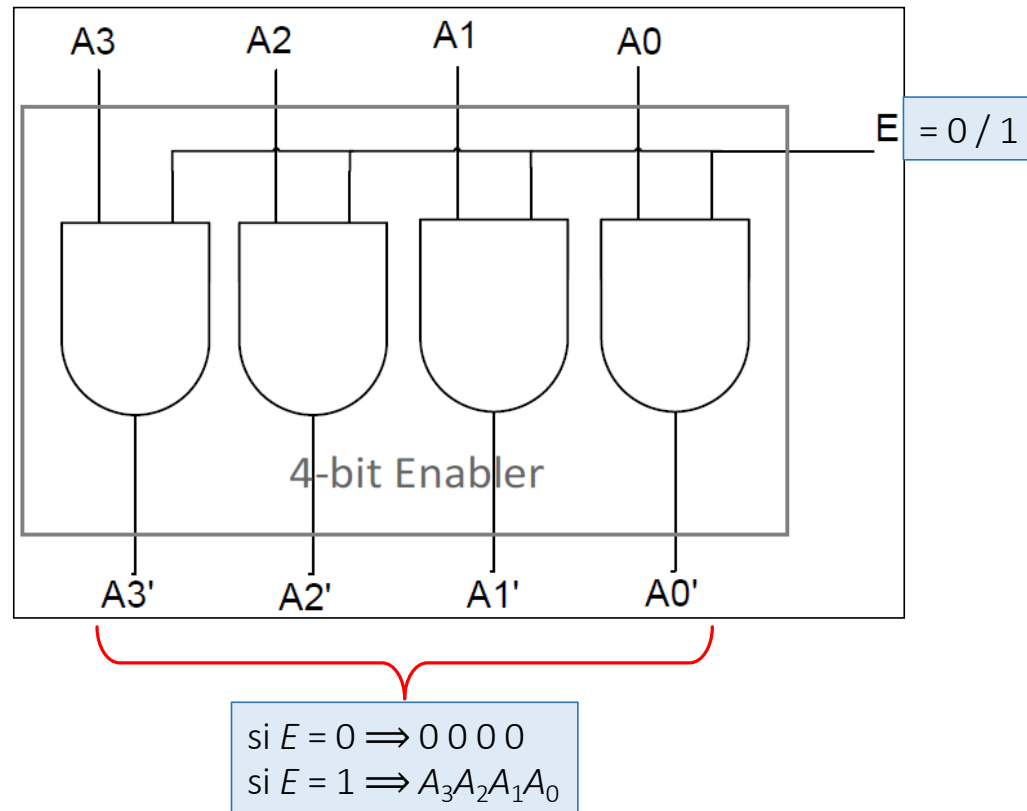 A3 A2 A1 A0
E = 0 / 1
4-bit Enabler
A3' A2' A1' A0'
si E = 0 ⟹ 0 0 0 0
si E = 1 ⟹ A₃A₂A₁A₀